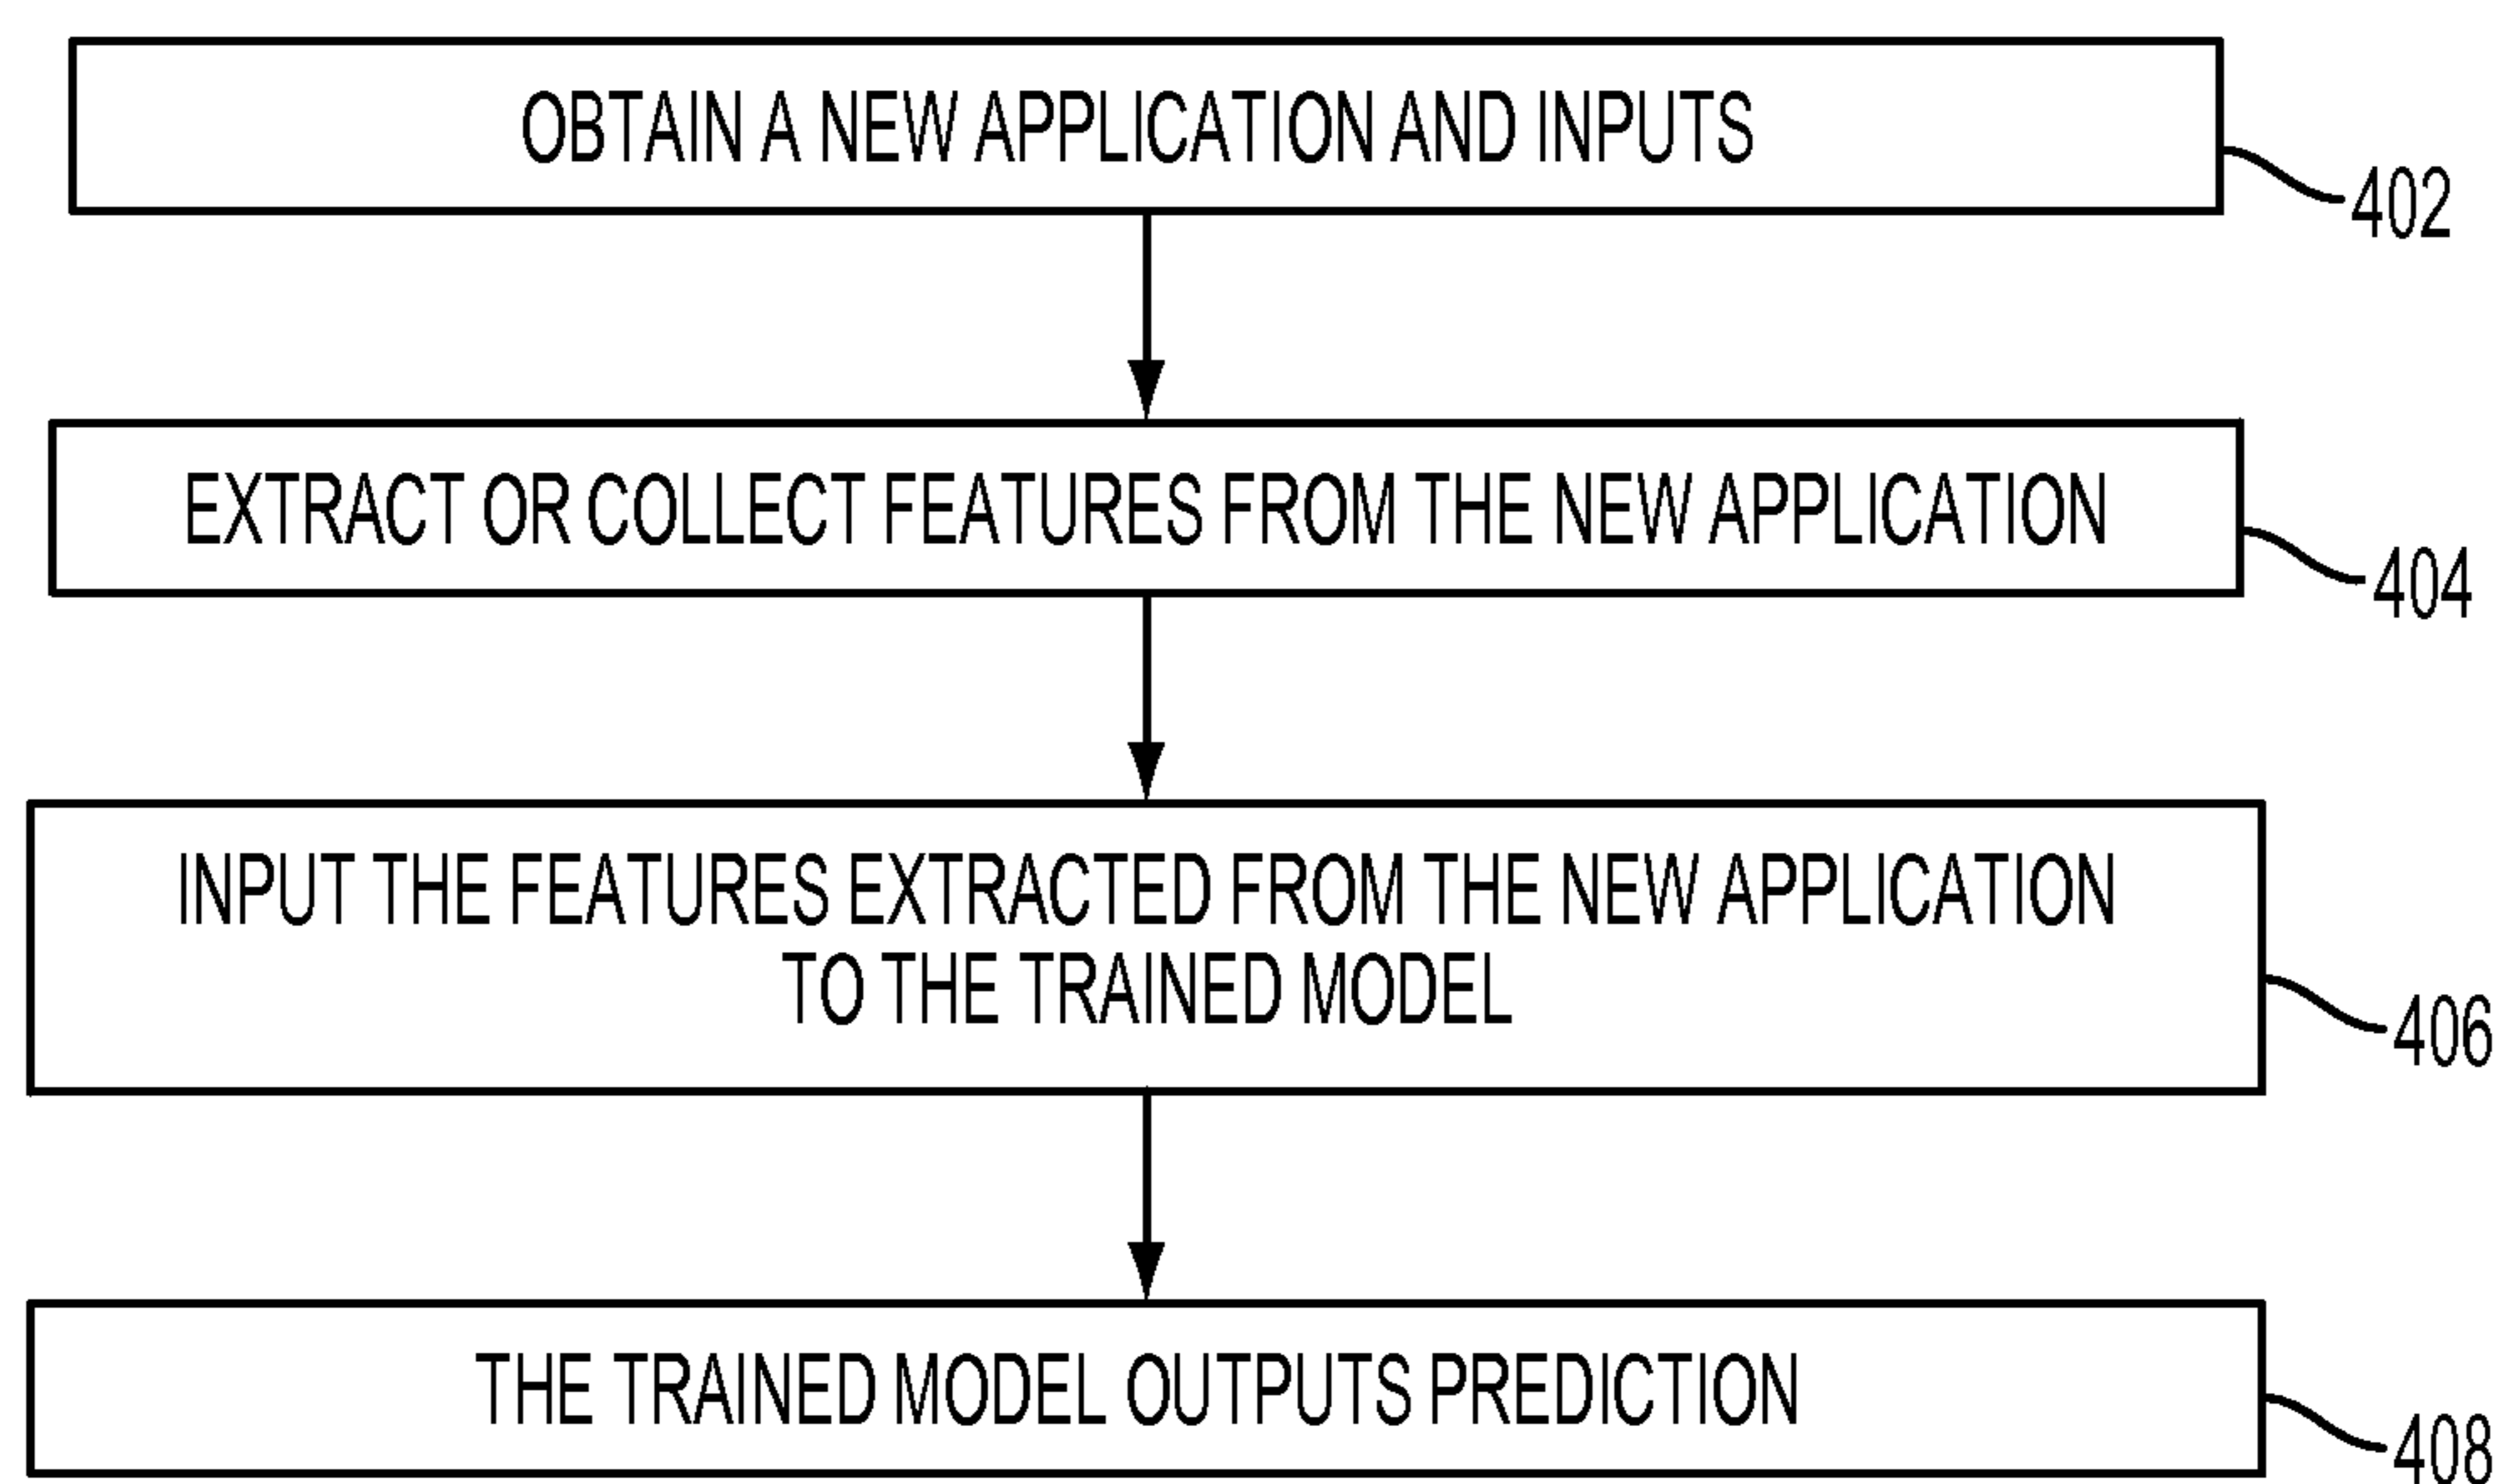 OBTAIN A NEW APPLICATION AND INPUTS
402
EXTRACT OR COLLECT FEATURES FROM THE NEW APPLICATION
404
INPUT THE FEATURES EXTRACTED FROM THE NEW APPLICATION
TO THE TRAINED MODEL
406
THE TRAINED MODEL OUTPUTS PREDICTION
408